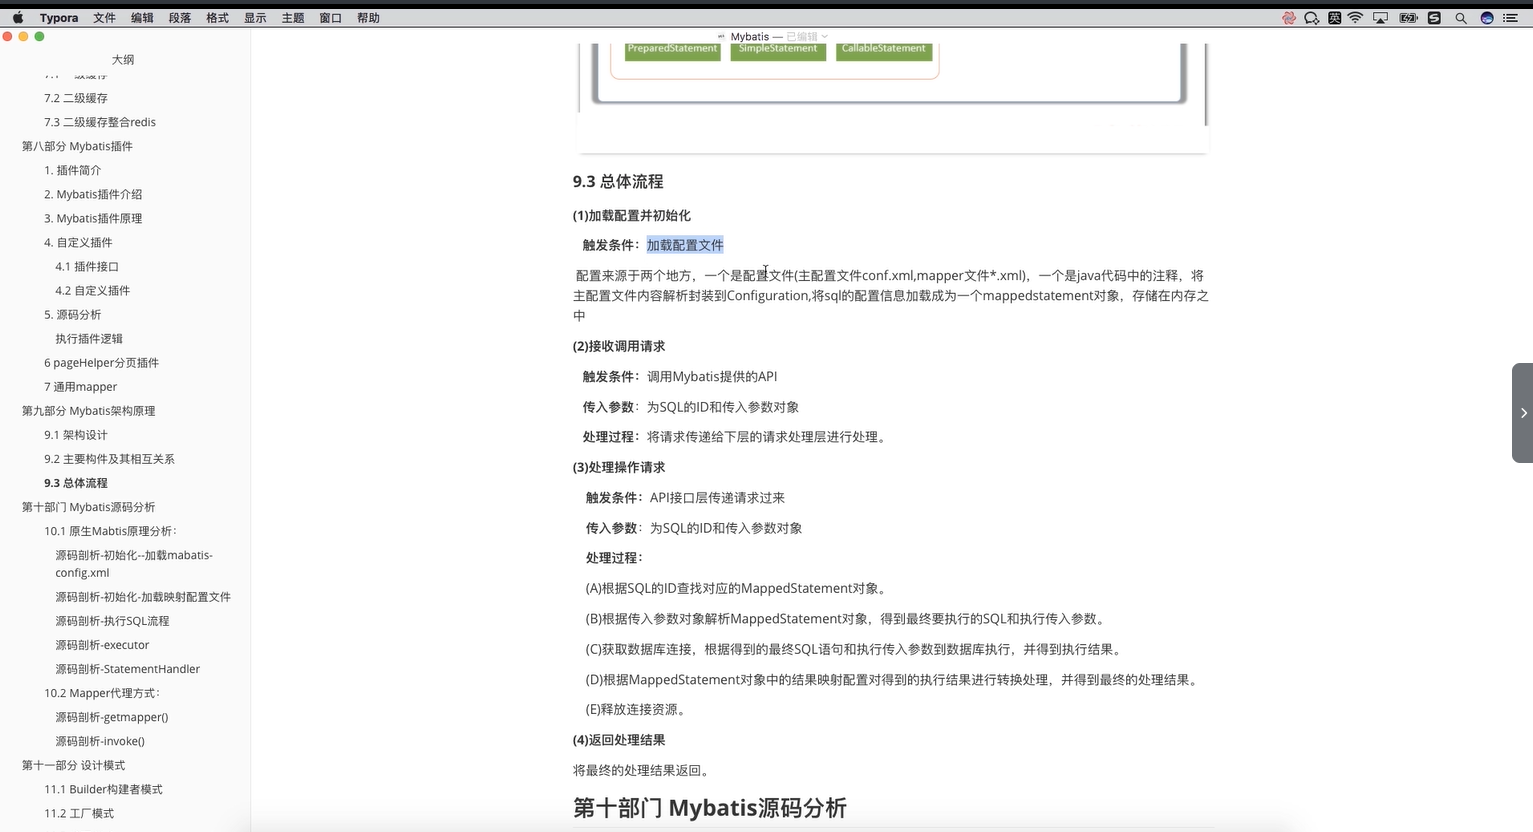 Typora 文件 编辑 段落 格式 显示 主题 窗口 帮助
英
Mybatis — 已编辑
大纲
7.2 二级缓存
7.3 二级缓存整合redis
第八部分 Mybatis插件
1. 插件简介
2. Mybatis插件介绍
3. Mybatis插件原理
4. 自定义插件
4.1 插件接口
4.2 自定义插件
5. 源码分析
执行插件逻辑
6 pageHelper分页插件
7 通用mapper
第九部分 Mybatis架构原理
9.1 架构设计
9.2 主要构件及其相互关系
9.3 总体流程
第十部门 Mybatis源码分析
10.1 原生Mabtis原理分析：
源码剖析-初始化--加载mabatis-
config.xml
源码剖析-初始化-加载映射配置文件
源码剖析-执行SQL流程
源码剖析-executor
源码剖析-StatementHandler
10.2 Mapper代理方式：
源码剖析-getmapper()
源码剖析-invoke()
第十一部分 设计模式
11.1 Builder构建者模式
11.2 工厂模式
PreparedStatement SimpleStatement CallableStatement
9.3 总体流程
(1)加载配置并初始化
触发条件：加载配置文件
配置来源于两个地方，一个是配置文件(主配置文件conf.xml,mapper文件*.xml)，一个是java代码中的注释，将
主配置文件内容解析封装到Configuration,将sql的配置信息加载成为一个mappedstatement对象，存储在内存之
中
(2)接收调用请求
触发条件：调用Mybatis提供的API
传入参数：为SQL的ID和传入参数对象
处理过程：将请求传递给下层的请求处理层进行处理。
(3)处理操作请求
触发条件：API接口层传递请求过来
传入参数：为SQL的ID和传入参数对象
处理过程：
(A)根据SQL的ID查找对应的MappedStatement对象。
(B)根据传入参数对象解析MappedStatement对象，得到最终要执行的SQL和执行传入参数。
(C)获取数据库连接，根据得到的最终SQL语句和执行传入参数到数据库执行，并得到执行结果。
(D)根据MappedStatement对象中的结果映射配置对得到的执行结果进行转换处理，并得到最终的处理结果。
(E)释放连接资源。
(4)返回处理结果
将最终的处理结果返回。
第十部门 Mybatis源码分析